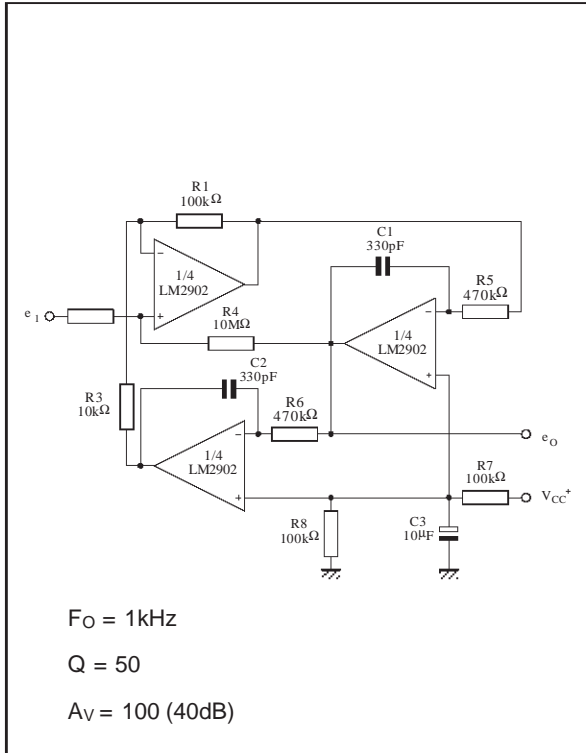 R1
100kΩ
C1
330pF
R5
470kΩ
1/4
LM2902
e1
R4
10MΩ
1/4
LM2902
C2
330pF
R3
10kΩ
R6
470kΩ
1/4
LM2902
eO
R7
100kΩ
VCC+
R8
100kΩ
C3
10µF
FO = 1kHz
Q = 50
AV = 100 (40dB)